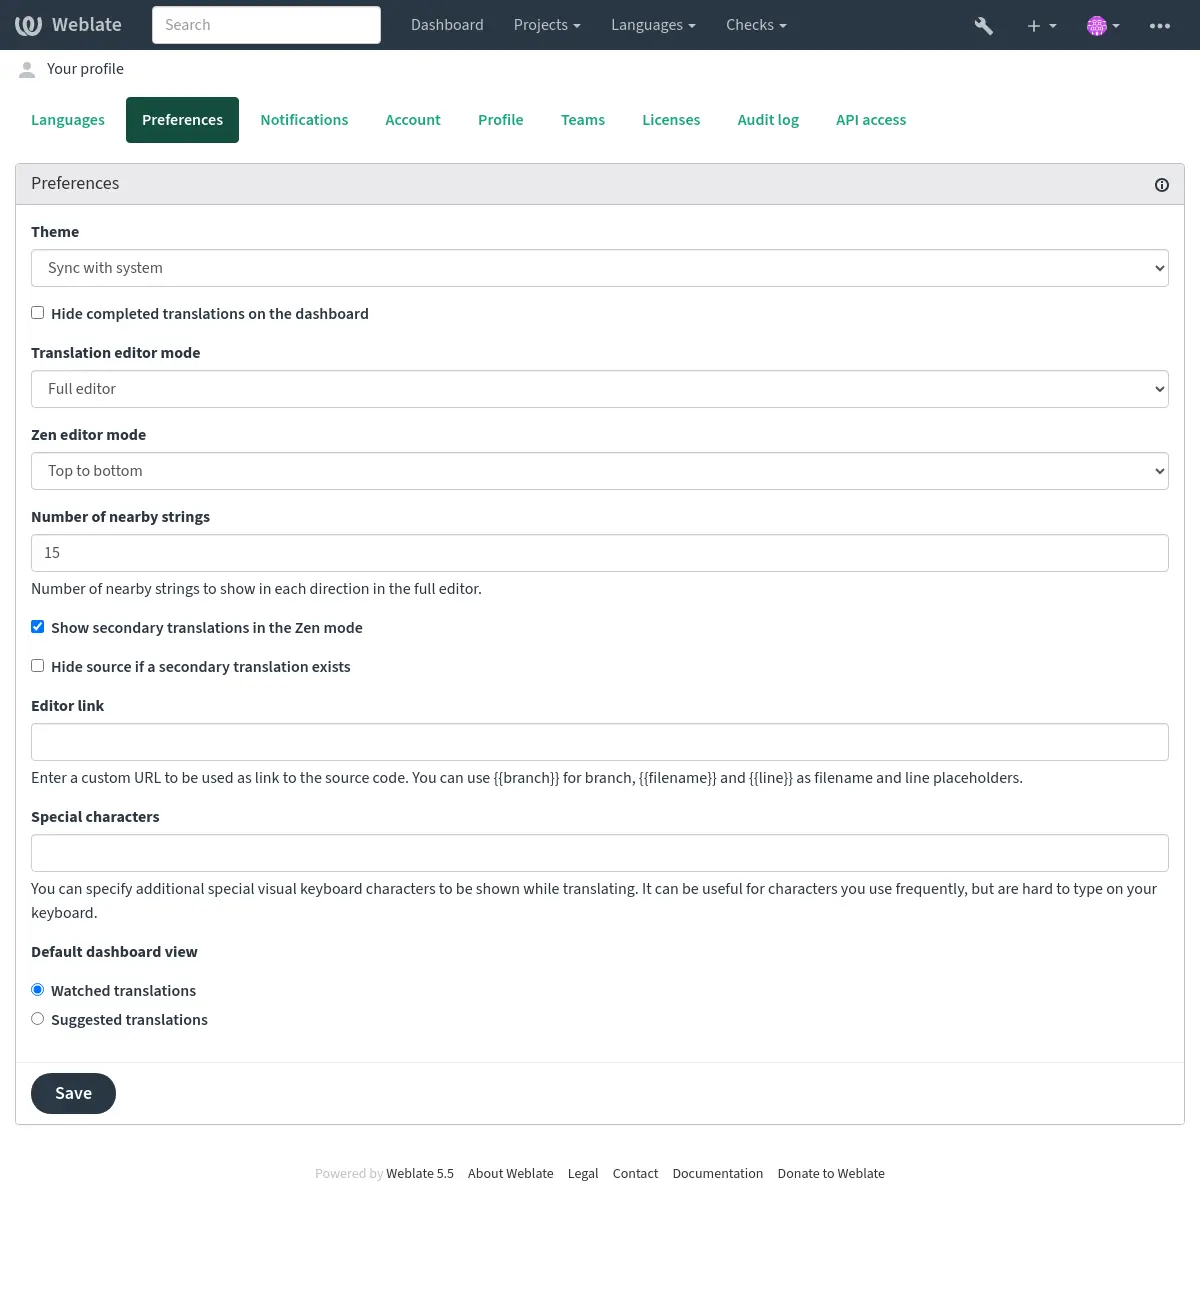 Weblate
Search
Dashboard
Projects
Languages
Checks
Your profile
Languages
Preferences
Notifications
Account
Profile
Teams
Licenses
Audit log
API access
Preferences
Theme
Sync with system
Hide completed translations on the dashboard
Translation editor mode
Full editor
Zen editor mode
Top to bottom
Number of nearby strings
15
Number of nearby strings to show in each direction in the full editor.
Show secondary translations in the Zen mode
Hide source if a secondary translation exists
Editor link
Enter a custom URL to be used as link to the source code. You can use {{branch}} for branch, {{filename}} and {{line}} as filename and line placeholders.
Special characters
You can specify additional special visual keyboard characters to be shown while translating. It can be useful for characters you use frequently, but are hard to type on your
keyboard.
Default dashboard view
Watched translations
Suggested translations
Save
Powered by Weblate 5.5 About Weblate Legal Contact Documentation Donate to Weblate